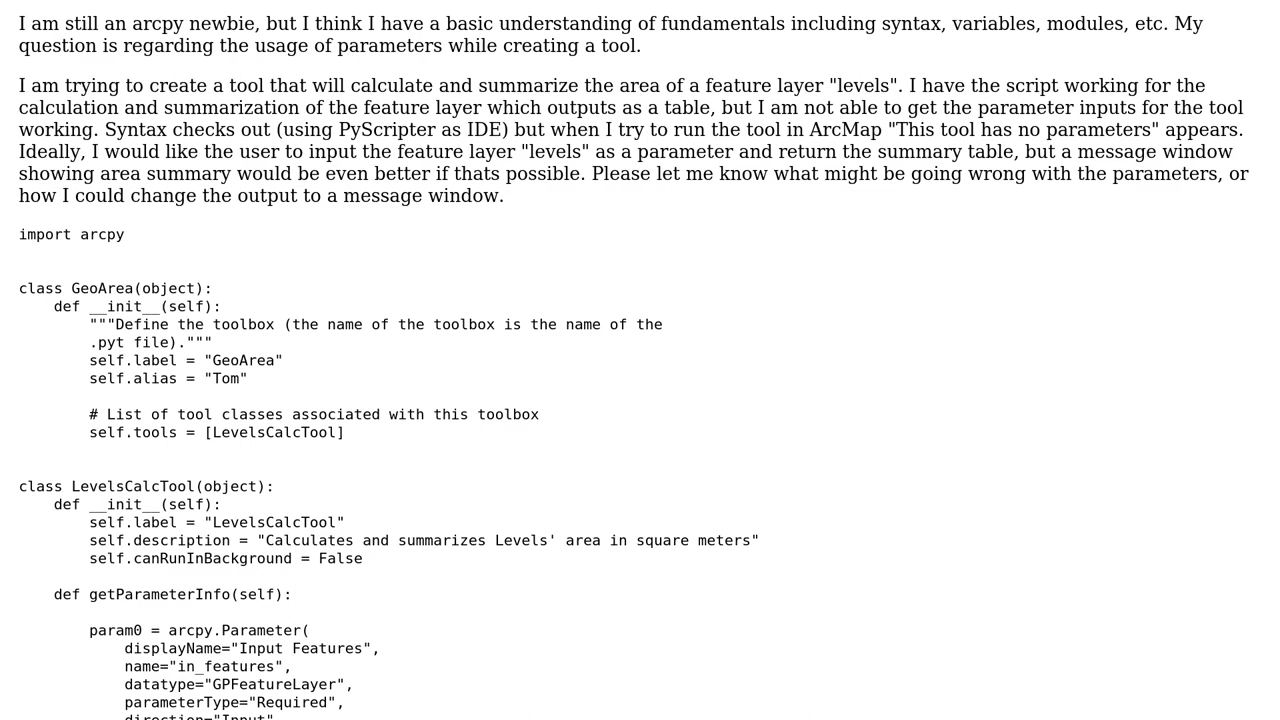 I am still an arcpy newbie, but I think I have a basic understanding of fundamentals including syntax, variables, modules, etc. My
question is regarding the usage of parameters while creating a tool.
I am trying to create a tool that will calculate and summarize the area of a feature layer "levels". I have the script working for the
calculation and summarization of the feature layer which outputs as a table, but I am not able to get the parameter inputs for the tool
working. Syntax checks out (using PyScripter as IDE) but when I try to run the tool in ArcMap "This tool has no parameters" appears.
Ideally, I would like the user to input the feature layer "levels" as a parameter and return the summary table, but a message window
showing area summary would be even better if thats possible. Please let me know what might be going wrong with the parameters, or
how I could change the output to a message window.
import arcpy
class GeoArea(object):
    def __init__(self):
        """Define the toolbox (the name of the toolbox is the name of the
        .pyt file)."""
        self.label = "GeoArea"
        self.alias = "Tom"
        # List of tool classes associated with this toolbox
        self.tools = [LevelsCalcTool]
class LevelsCalcTool(object):
    def __init__(self):
        self.label = "LevelsCalcTool"
        self.description = "Calculates and summarizes Levels' area in square meters"
        self.canRunInBackground = False
    def getParameterInfo(self):
        param0 = arcpy.Parameter(
            displayName="Input Features",
            name="in_features",
            datatype="GPFeatureLayer",
            parameterType="Required",
            direction="Input"